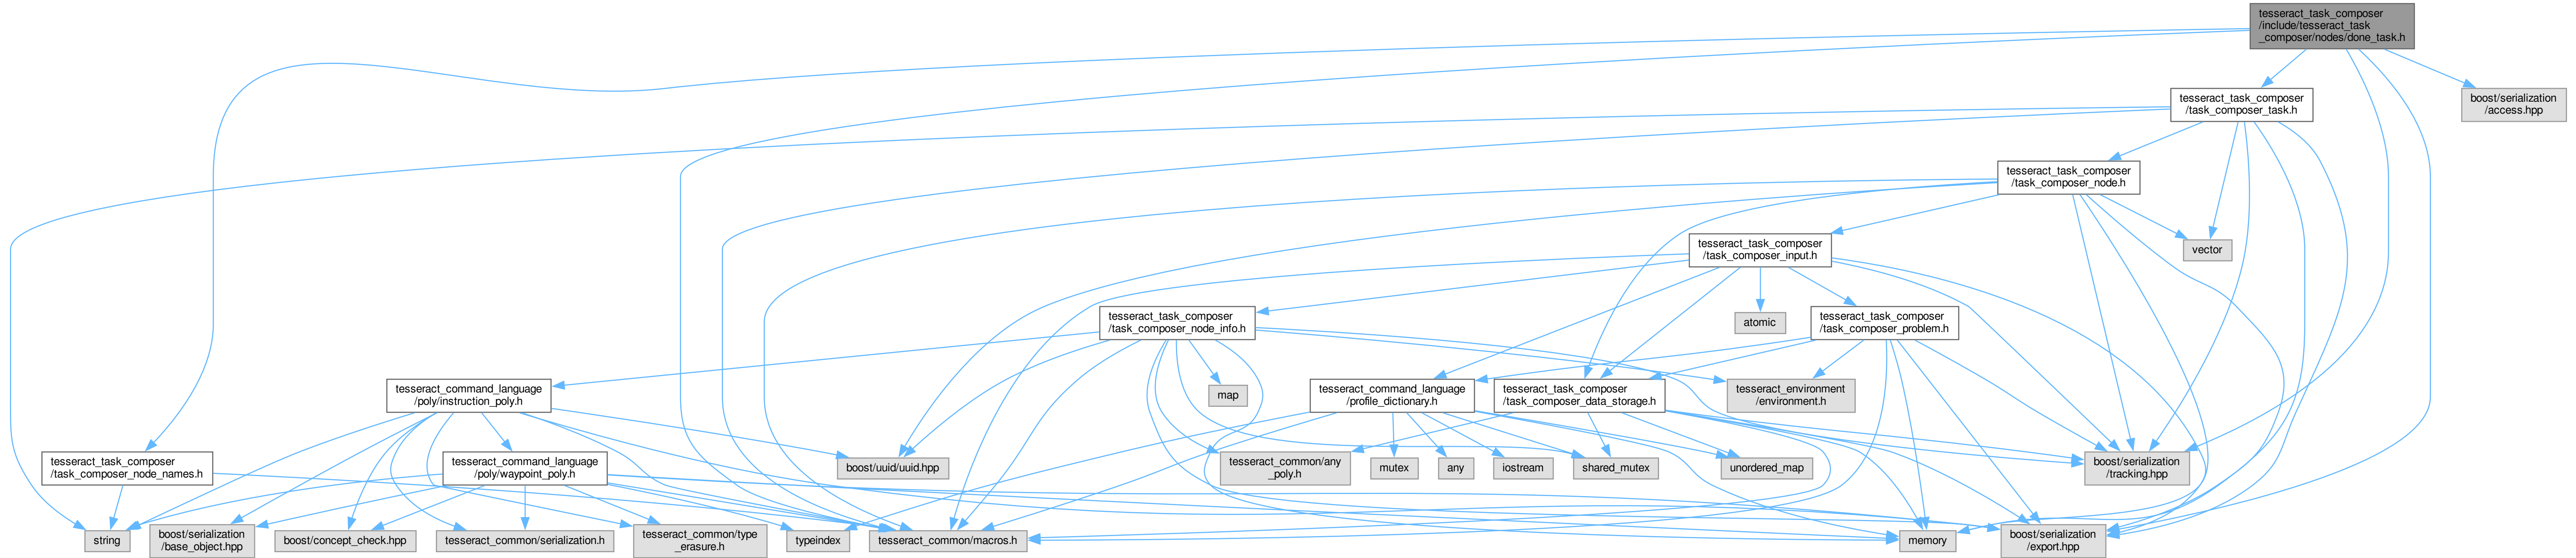 tesseract_task_composer
/include/tesseract_task
_composer/nodes/done_task.h
tesseract_task_composer
/task_composer_task.h
boost/serialization
/access.hpp
tesseract_task_composer
/task_composer_node.h
tesseract_task_composer
/task_composer_input.h
vector
tesseract_task_composer
/task_composer_node_info.h
atomic
tesseract_task_composer
/task_composer_problem.h
tesseract_command_language
/poly/instruction_poly.h
map
tesseract_command_language
/profile_dictionary.h
tesseract_task_composer
/task_composer_data_storage.h
tesseract_environment
/environment.h
tesseract_task_composer
/task_composer_node_names.h
tesseract_command_language
/poly/waypoint_poly.h
boost/uuid/uuid.hpp
tesseract_common/any
_poly.h
mutex
any
iostream
shared_mutex
unordered_map
boost/serialization
/tracking.hpp
string
boost/serialization
/base_object.hpp
boost/concept_check.hpp
tesseract_common/serialization.h
tesseract_common/type
_erasure.h
typeindex
tesseract_common/macros.h
memory
boost/serialization
/export.hpp